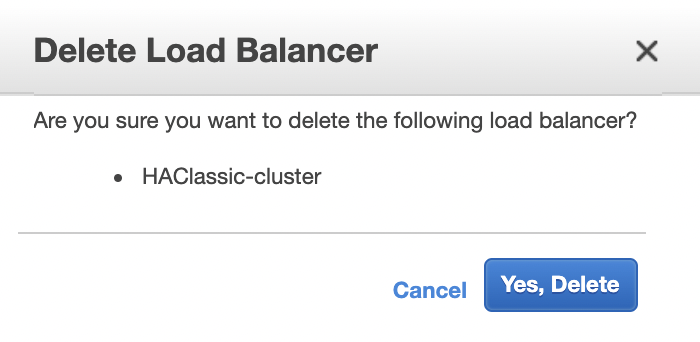 Delete Load Balancer
Are you sure you want to delete the following load balancer?
• HAClassic-cluster
Cancel
Yes, Delete